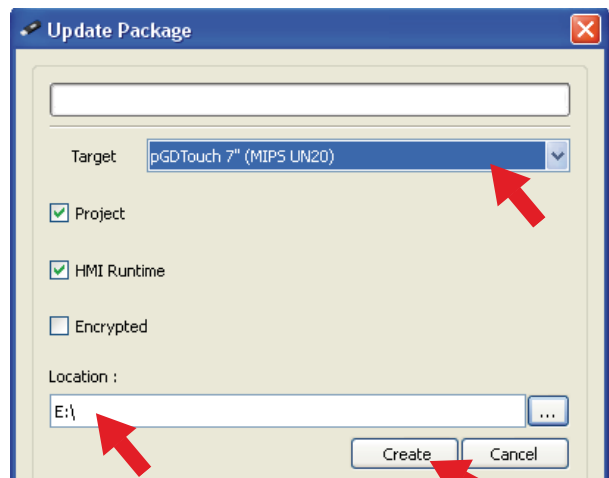 Update Package
Target pGDTouch 7" (MIPS UN20)
Project
HMI Runtime
Encrypted
Location :
E:\
...
Create Cancel